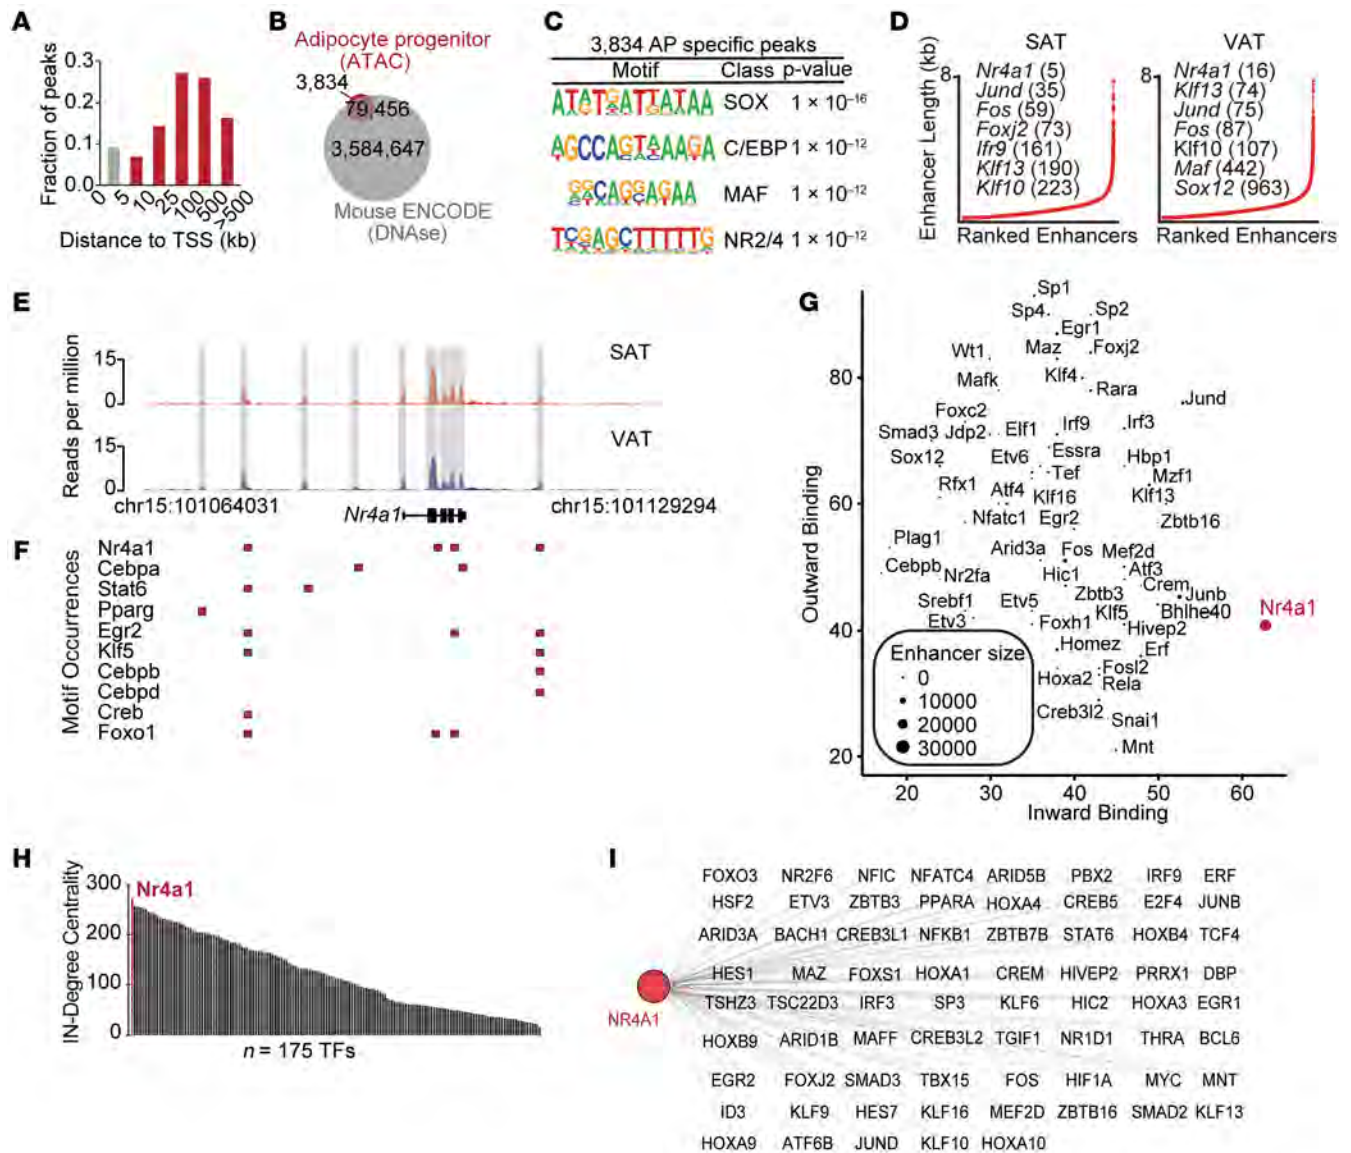 A
Fraction of peaks
0.3
0.2
0.1
0.0
0
5
10
25
100
500
>500
Distance to TSS (kb)
B
Adipocyte progenitor
(ATAC)
3,834
79,456
3,584,647
Mouse ENCODE
(DNAse)
C
3,834 AP specific peaks
Motif Class p-value
SOX 1 × 10⁻¹⁶
C/EBP 1 × 10⁻¹²
MAF 1 × 10⁻¹²
NR2/4 1 × 10⁻¹²
D
Enhancer Length (kb)
SAT
8
Nr4a1 (5)
Jund (35)
Fos (59)
Foxj2 (73)
Ifr9 (161)
Klf13 (190)
Klf10 (223)
Ranked Enhancers
VAT
8
Nr4a1 (16)
Klf13 (74)
Jund (75)
Fos (87)
Klf10 (107)
Maf (442)
Sox12 (963)
Ranked Enhancers
E
Reads per million
15
0
SAT
15
0
VAT
chr15:101064031
Nr4a1
chr15:101129294
F
Motif Occurrences
Nr4a1
Cebpa
Stat6
Pparg
Egr2
Klf5
Cebpb
Cebpd
Creb
Foxo1
G
Outward Binding
80
60
40
20
Sp1
Sp4 Sp2
Egr1
Wt1 Maz Foxj2
Mafk Klf4 Rara
Jund
Foxc2
Smad3 Jdp2 Elf1 Irf9 Irf3
Sox12 Etv6 Essra Hbp1
Tef Mzf1
Rfx1 Atf4 Klf16 Klf13
Nfatc1 Egr2 Zbtb16
Plag1 Arid3a Fos Mef2d
Cebpb Nr2fa Hic1 Atf3
Crem
Srebf1 Etv5 Zbtb3 Junb
Etv3 Foxh1 Klf5 Bhlhe40
Nr4a1
Hivep2
Homez Erf
Hoxa2 Fosl2
Rela
Creb3l2 Snai1
Mnt
Enhancer size
0
10000
20000
30000
20 30 40 50 60
Inward Binding
H
IN-Degree Centrality
300
200
100
0
Nr4a1
n = 175 TFs
I
NR4A1
FOXO3 NR2F6 NFIC NFATC4 ARID5B PBX2 IRF9 ERF
HSF2 ETV3 ZBTB3 PPARA HOXA4 CREB5 E2F4 JUNB
ARID3A BACH1 CREB3L1 NFKB1 ZBTB7B STAT6 HOXB4 TCF4
HES1 MAZ FOXS1 HOXA1 CREM HIVEP2 PRRX1 DBP
TSHZ3 TSC22D3 IRF3 SP3 KLF6 HIC2 HOXA3 EGR1
HOXB9 ARID1B MAFF CREB3L2 TGIF1 NR1D1 THRA BCL6
EGR2 FOXJ2 SMAD3 TBX15 FOS HIF1A MYC MNT
ID3 KLF9 HES7 KLF16 MEF2D ZBTB16 SMAD2 KLF13
HOXA9 ATF6B JUND KLF10 HOXA10